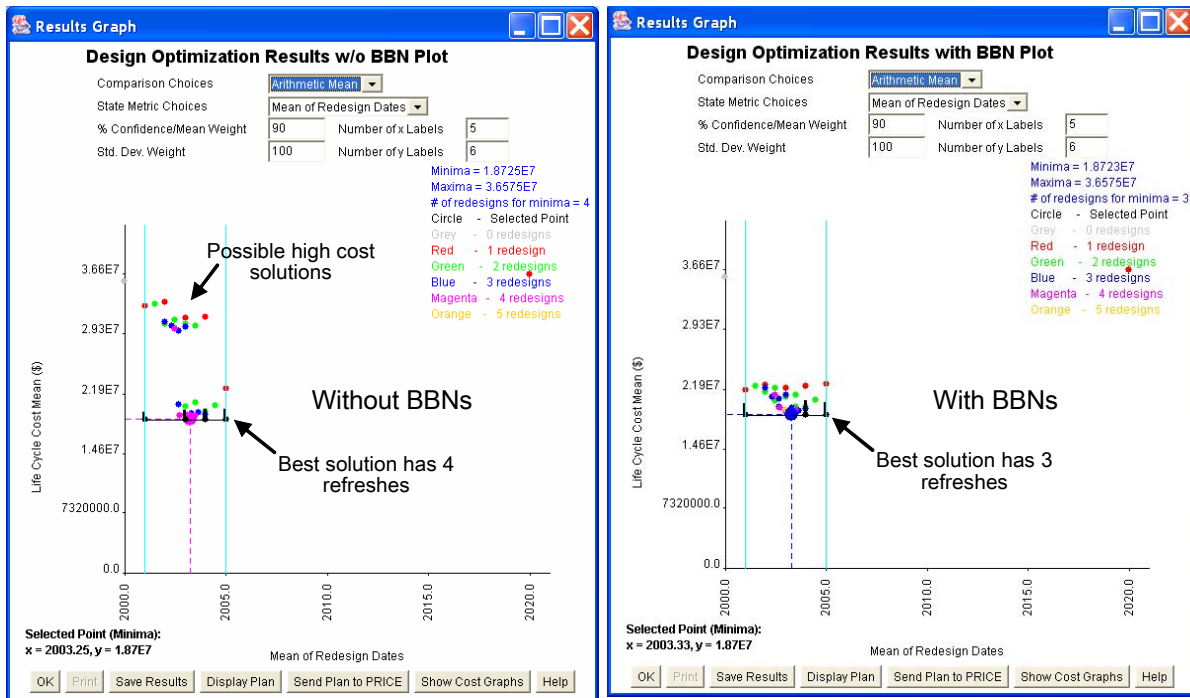 Results Graph
Design Optimization Results w/o BBN Plot
Comparison Choices Arithmetic Mean
State Metric Choices Mean of Redesign Dates
% Confidence/Mean Weight 90 Number of x Labels 5
Std. Dev. Weight 100 Number of y Labels 6
Minima = 1.8725E7
Maxima = 3.6575E7
# of redesigns for minima = 4
Circle - Selected Point
Grey - 0 redesigns
Red - 1 redesign
Green - 2 redesigns
Blue - 3 redesigns
Magenta - 4 redesigns
Orange - 5 redesigns
Possible high cost
solutions
Without BBNs
Best solution has 4
refreshes
Life Cycle Cost Mean ($)
3.66E7
2.93E7
2.19E7
1.46E7
7320000.0
0.0
2000.0
2005.0
2010.0
2015.0
2020.0
Selected Point (Minima):
x = 2003.25, y = 1.87E7
Mean of Redesign Dates
OK Print Save Results Display Plan Send Plan to PRICE Show Cost Graphs Help
Results Graph
Design Optimization Results with BBN Plot
Comparison Choices Arithmetic Mean
State Metric Choices Mean of Redesign Dates
% Confidence/Mean Weight 90 Number of x Labels 5
Std. Dev. Weight 100 Number of y Labels 6
Minima = 1.8723E7
Maxima = 3.6575E7
# of redesigns for minima = 3
Circle - Selected Point
Grey - 0 redesigns
Red - 1 redesign
Green - 2 redesigns
Blue - 3 redesigns
Magenta - 4 redesigns
Orange - 5 redesigns
With BBNs
Best solution has 3
refreshes
Life Cycle Cost Mean ($)
3.66E7
2.93E7
2.19E7
1.46E7
7320000.0
0.0
2000.0
2005.0
2010.0
2015.0
2020.0
Selected Point (Minima):
x = 2003.33, y = 1.87E7
Mean of Redesign Dates
OK Print Save Results Display Plan Send Plan to PRICE Show Cost Graphs Help